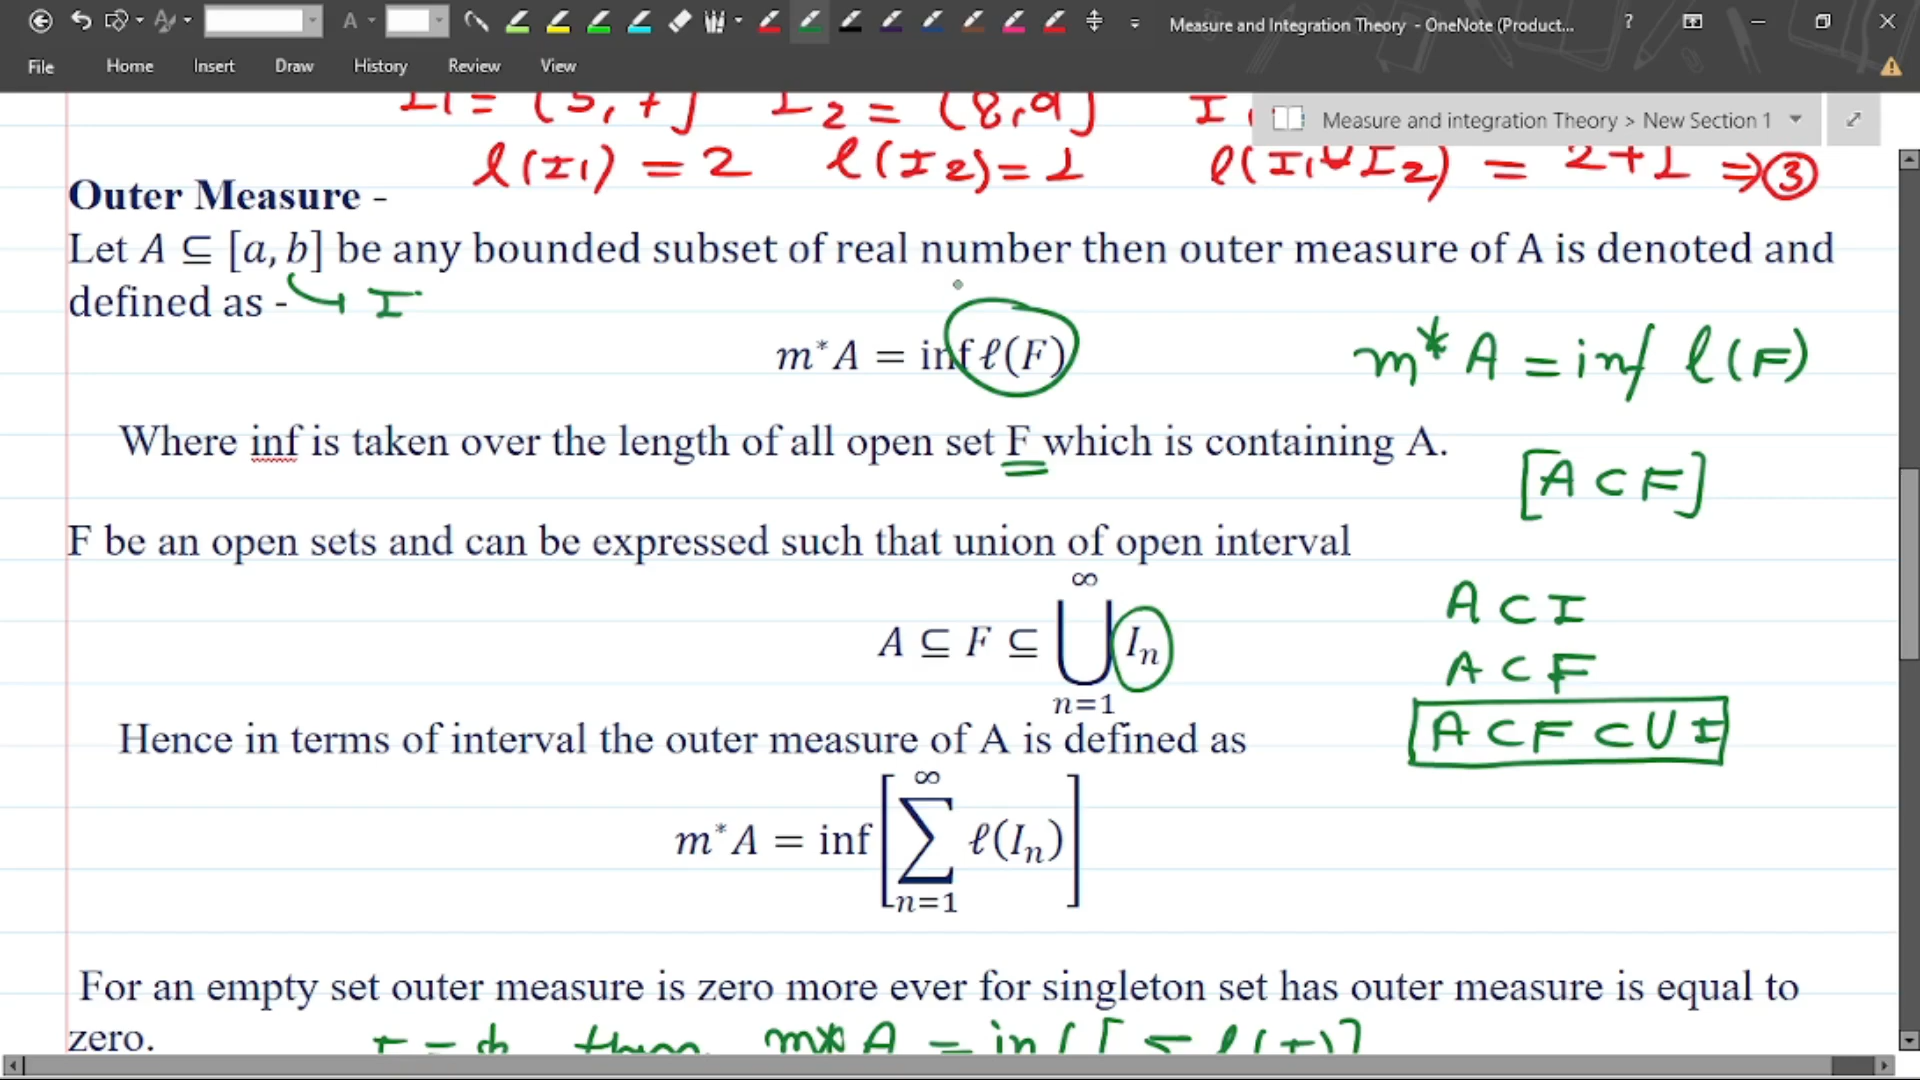 Measure and Integration Theory - OneNote (Product...
File Home Insert Draw History Review View
Measure and integration Theory > New Section 1
l(I1) = 2 l(I2)=1 l(I1∪I2) = 2+1 ⇒ 3
Outer Measure -
Let A ⊆ [a, b] be any bounded subset of real number then outer measure of A is denoted and
defined as - I
m*A = inf ℓ(F)
m* A = inf l(F)
Where inf is taken over the length of all open set F which is containing A.
[A ⊂ F]
F be an open sets and can be expressed such that union of open interval
A ⊆ F ⊆ ⋃_{n=1}^{∞} I_n
A ⊂ I
A ⊂ F
A ⊂ F ⊂ ∪ I
Hence in terms of interval the outer measure of A is defined as
m*A = inf [∑_{n=1}^{∞} ℓ(I_n)]
For an empty set outer measure is zero more ever for singleton set has outer measure is equal to
zero.